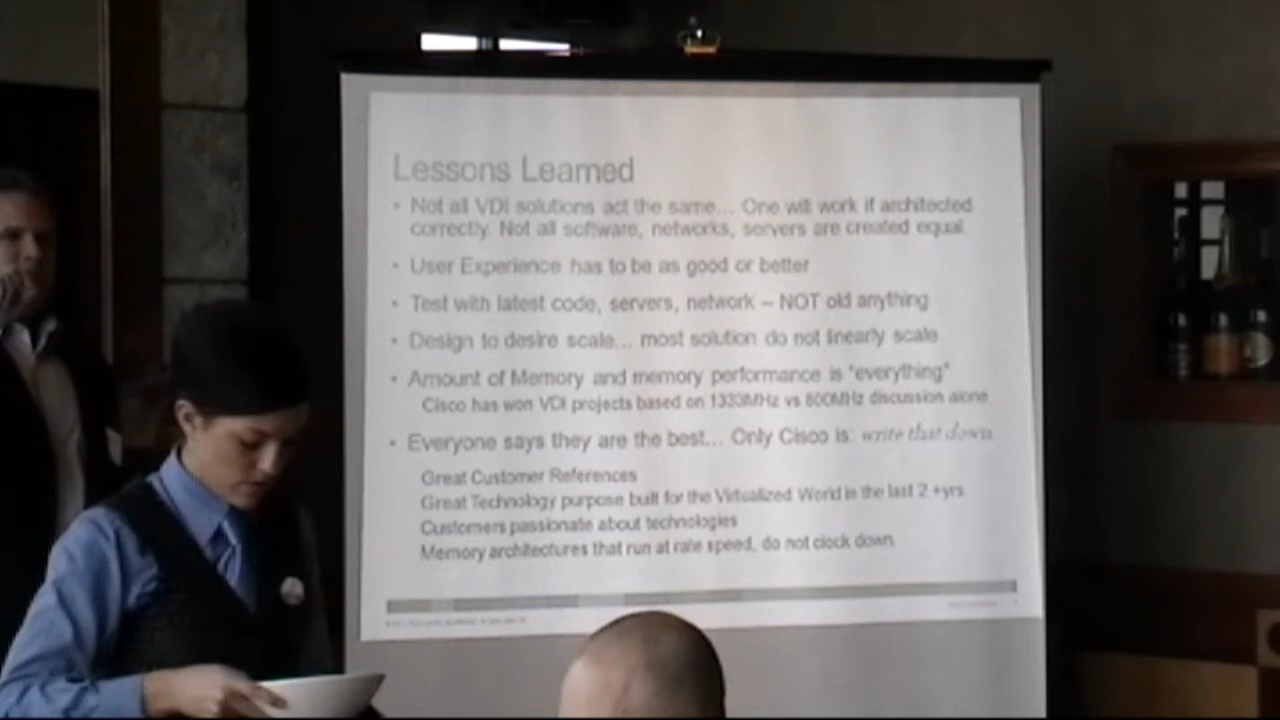 Lessons Learned
• Not all VDI solutions act the same... One will work if architected
correctly. Not all software, networks, servers are created equal
• User Experience has to be as good or better
• Test with latest code, servers, network – NOT old anything
• Design to desire scale... most solution do not linearly scale
• Amount of Memory and memory performance is "everything"
Cisco has won VDI projects based on 1333MHz vs 800MHz discussion alone
• Everyone says they are the best... Only Cisco is: write that down.
Great Customer References
Great Technology purpose built for the Virtualized World in the last 2 +yrs
Customers passionate about technologies
Memory architectures that run at rate speed, do not clock down.